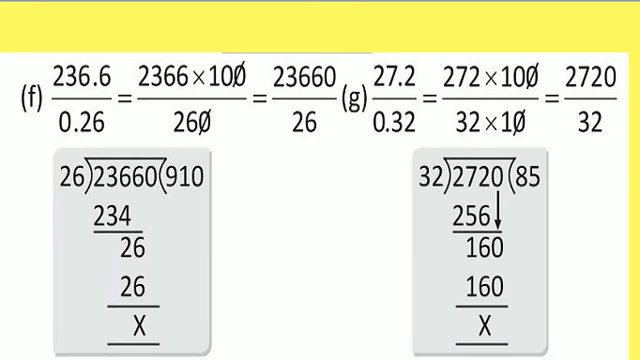 (f) 236.6/0.26 = 2366×100/260 = 23660/26
26)23660(910
234
26
26
X
(g) 27.2/0.32 = 272×100/32×10 = 2720/32
32)2720(85
256↓
160
160
X